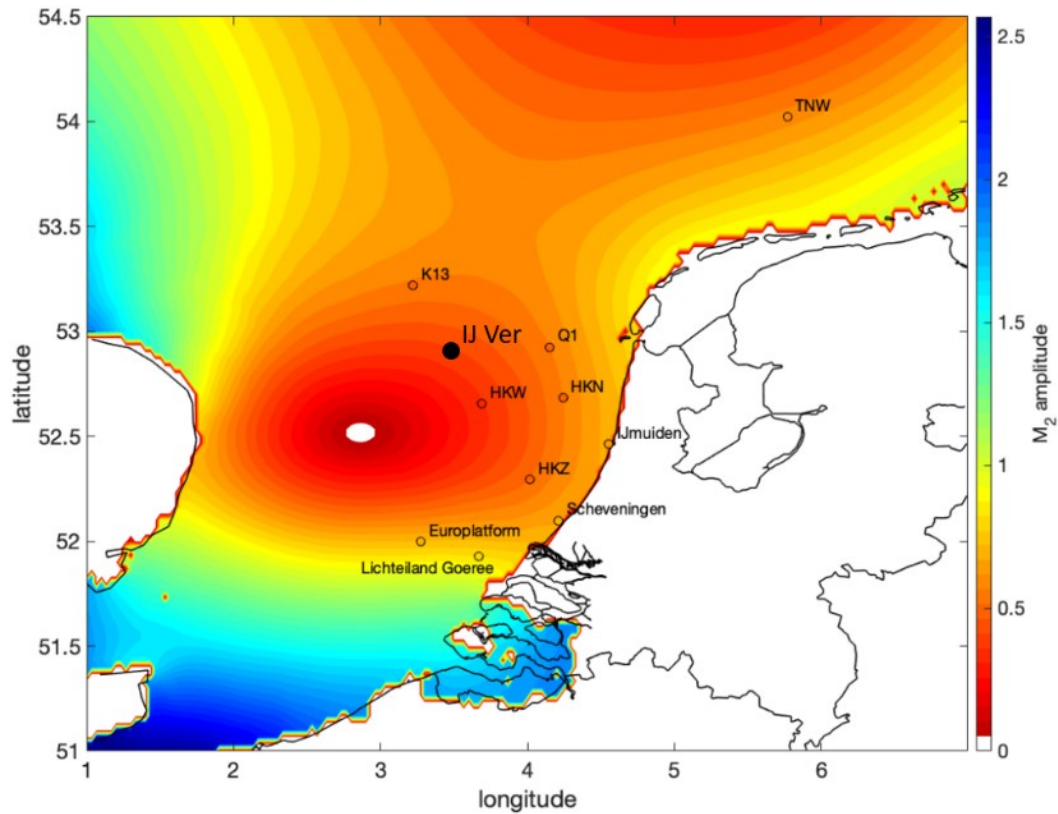 54.5
54
53.5
53
52.5
52
51.5
51
latitude
1
2
3
4
5
6
longitude
TNW
K13
IJ Ver
Q1
HKW
HKN
IJmuiden
HKZ
Scheveningen
Europlatform
Lichteiland Goeree
2.5
2
1.5
1
0.5
0
M₂ amplitude